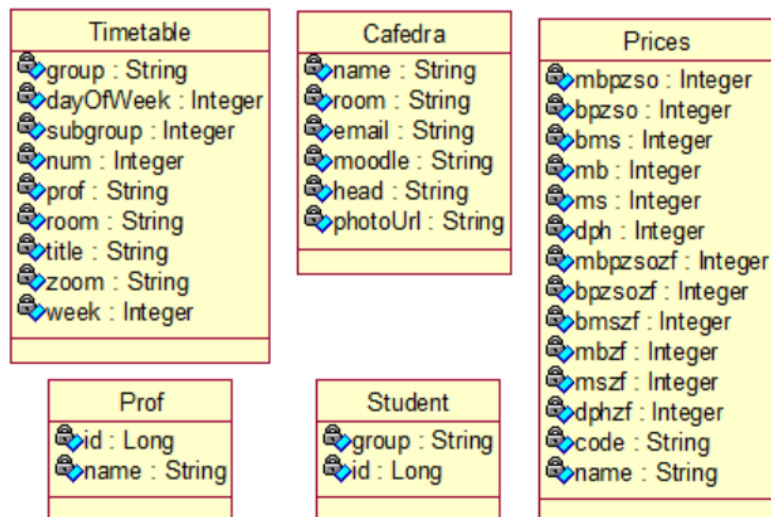 Timetable
group : String
dayOfWeek : Integer
subgroup : Integer
num : Integer
prof : String
room : String
title : String
zoom : String
week : Integer
Cafedra
name : String
room : String
email : String
moodle : String
head : String
photoUrl : String
Prices
mbpzso : Integer
bpzso : Integer
bms : Integer
mb : Integer
ms : Integer
dph : Integer
mbpzsozf : Integer
bpzsozf : Integer
bmszf : Integer
mbzf : Integer
mszf : Integer
dphzf : Integer
code : String
name : String
Prof
id : Long
name : String
Student
group : String
id : Long